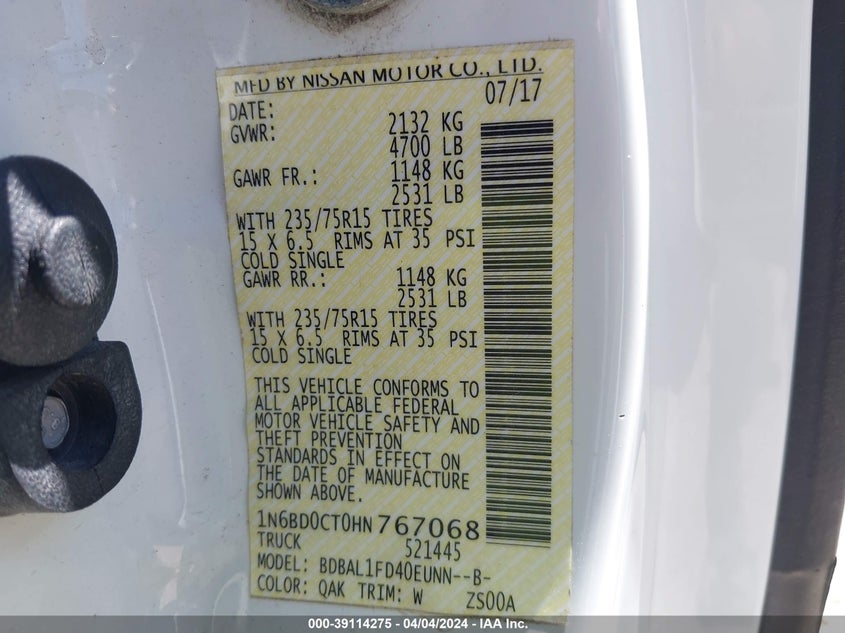 MFD BY NISSAN MOTOR CO., LTD.
DATE: 07/17
GVWR: 2132 KG
4700 LB
GAWR FR.: 1148 KG
2531 LB
WITH 235/75R15 TIRES
15 X 6.5 RIMS AT 35 PSI
COLD SINGLE
GAWR RR.: 1148 KG
2531 LB
WITH 235/75R15 TIRES
15 X 6.5 RIMS AT 35 PSI
COLD SINGLE
THIS VEHICLE CONFORMS TO
ALL APPLICABLE FEDERAL
MOTOR VEHICLE SAFETY AND
THEFT PREVENTION
STANDARDS IN EFFECT ON
THE DATE OF MANUFACTURE
SHOWN ABOVE.
1N6BD0CT0HN767068
TRUCK 521445
MODEL: BDBAL1FD40EUNN--B-
COLOR: QAK TRIM: W ZS00A
000-39114275 - 04/04/2024 - IAA Inc.